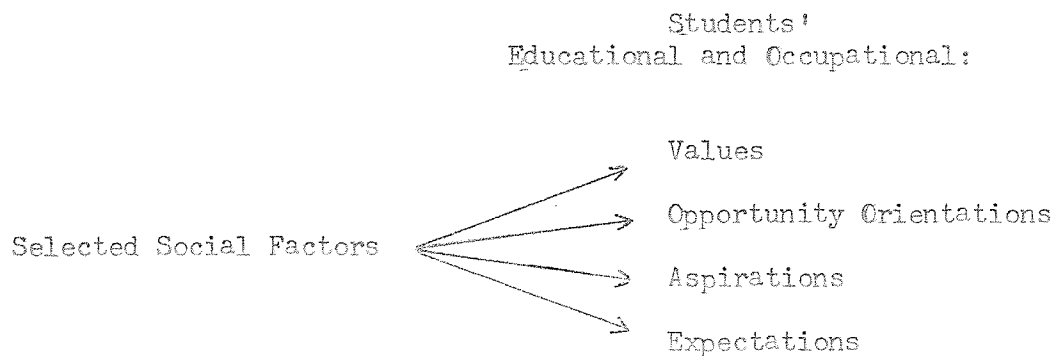 Students'
Educational and Occupational:
Values
Opportunity Orientations
Selected Social Factors
Aspirations
Expectations